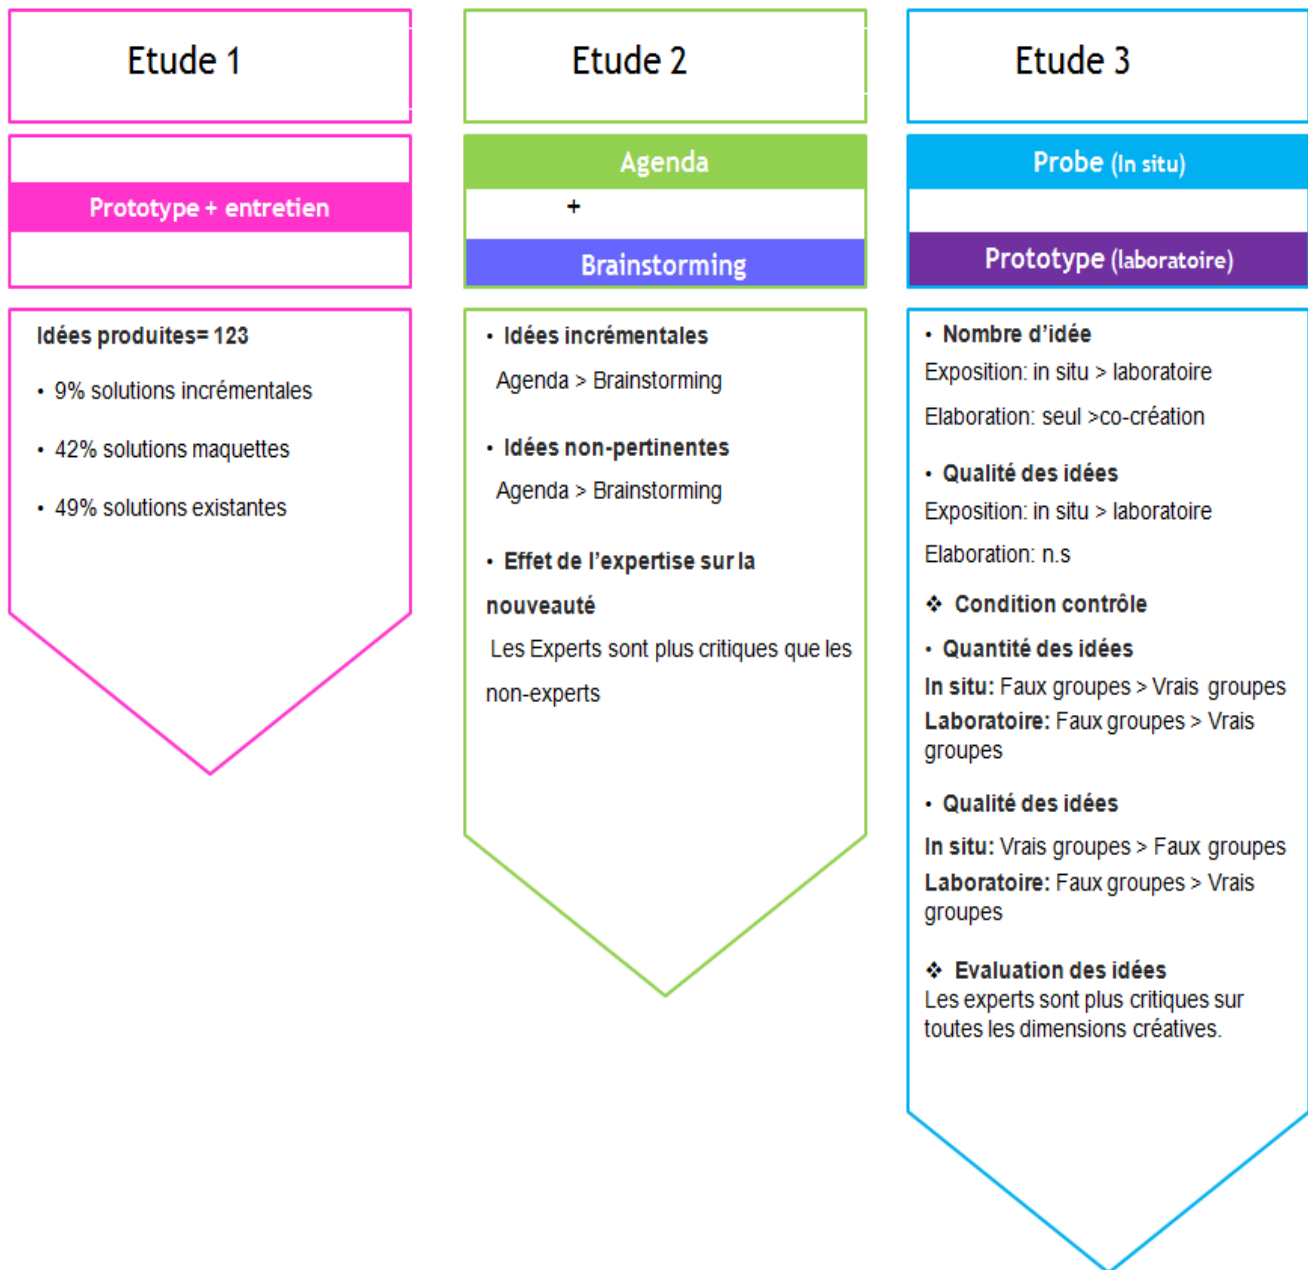 Etude 1
Prototype + entretien
Idées produites= 123
• 9% solutions incrémentales
• 42% solutions maquettes
• 49% solutions existantes
Etude 2
Agenda
+
Brainstorming
• Idées incrémentales
Agenda > Brainstorming
• Idées non-pertinentes
Agenda > Brainstorming
• Effet de l’expertise sur la
nouveauté
Les Experts sont plus critiques que les
non-experts
Etude 3
Probe (In situ)
Prototype (laboratoire)
• Nombre d’idée
Exposition: in situ > laboratoire
Elaboration: seul >co-création
• Qualité des idées
Exposition: in situ > laboratoire
Elaboration: n.s
❖ Condition contrôle
• Quantité des idées
In situ: Faux groupes > Vrais groupes
Laboratoire: Faux groupes > Vrais
groupes
• Qualité des idées
In situ: Vrais groupes > Faux groupes
Laboratoire: Faux groupes > Vrais
groupes
❖ Evaluation des idées
Les experts sont plus critiques sur
toutes les dimensions créatives.